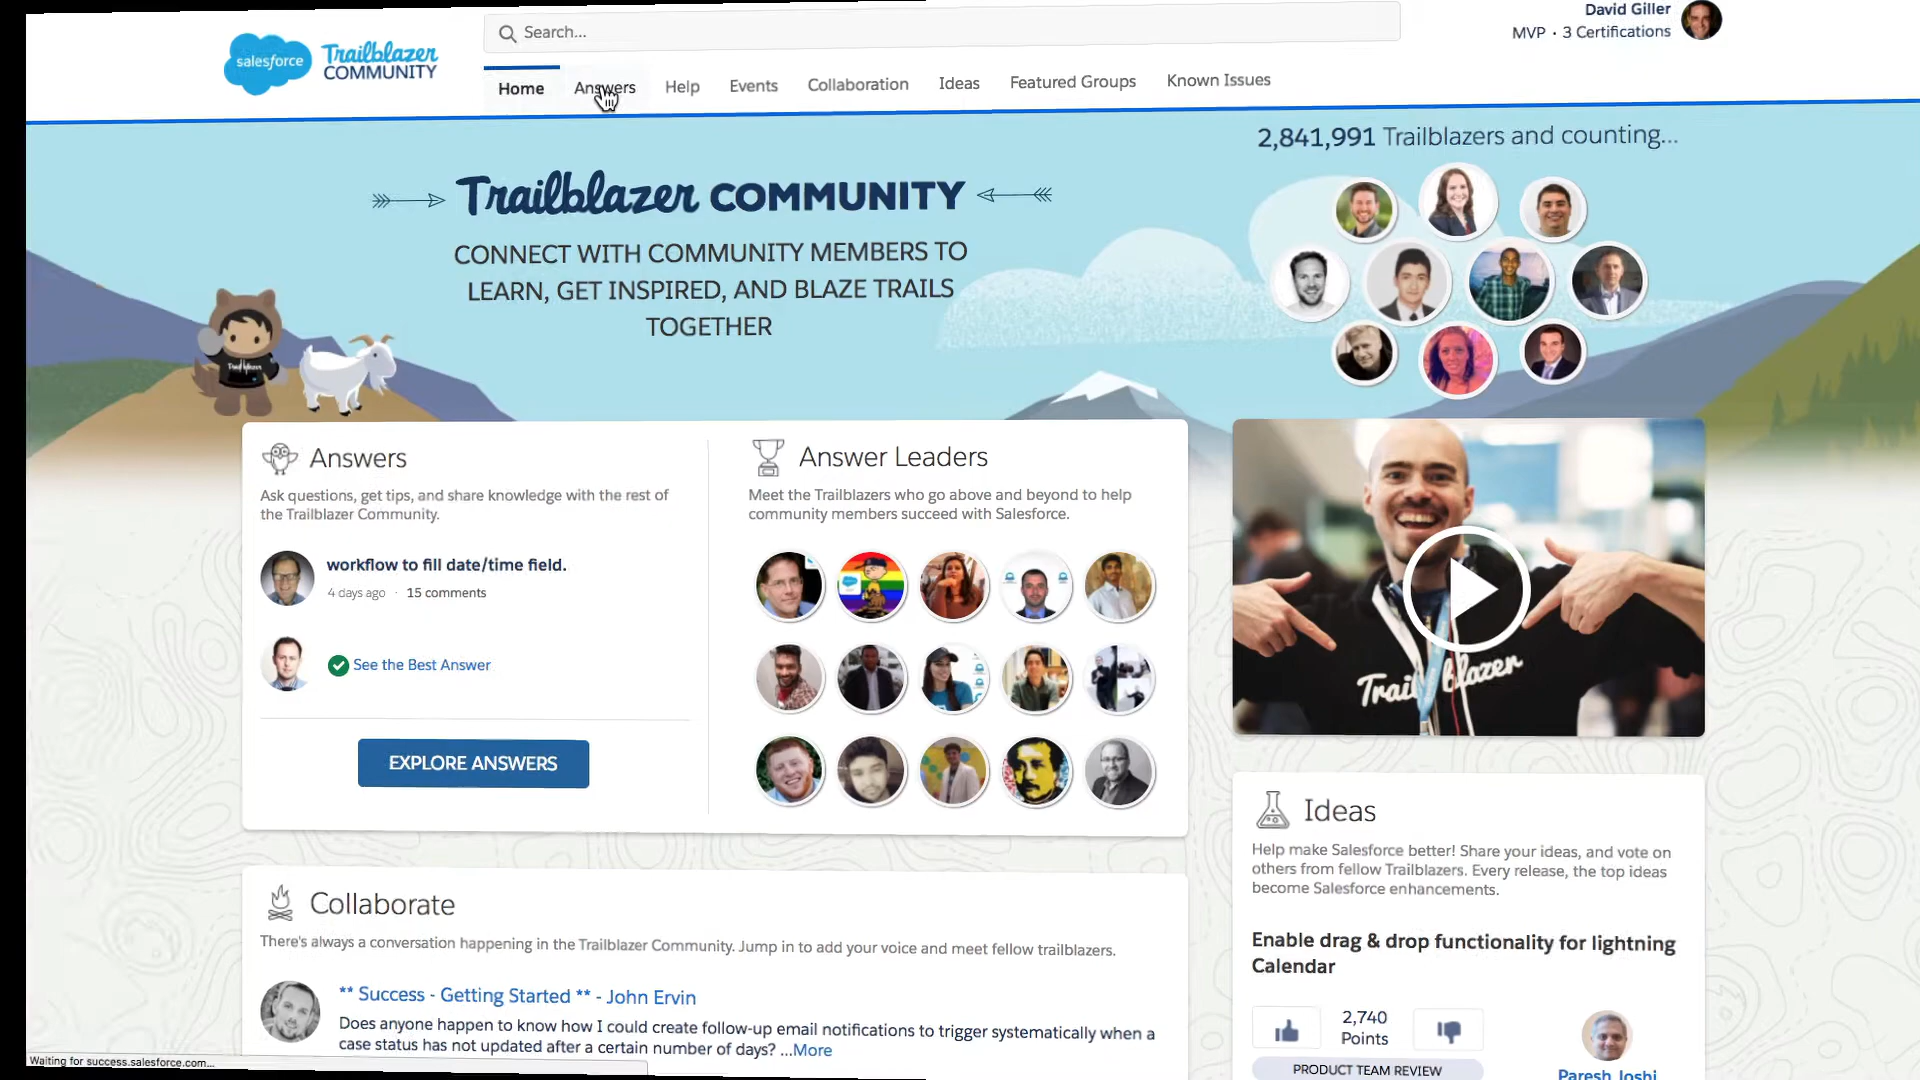 salesforce
Trailblazer
COMMUNITY
Search...
David Giller
MVP • 3 Certifications
Home
Answers
Help
Events
Collaboration
Ideas
Featured Groups
Known Issues
2,841,991 Trailblazers and counting...
Trailblazer COMMUNITY
CONNECT WITH COMMUNITY MEMBERS TO
LEARN, GET INSPIRED, AND BLAZE TRAILS
TOGETHER
Answers
Ask questions, get tips, and share knowledge with the rest of
the Trailblazer Community.
workflow to fill date/time field.
4 days ago · 15 comments
See the Best Answer
EXPLORE ANSWERS
Answer Leaders
Meet the Trailblazers who go above and beyond to help
community members succeed with Salesforce.
Trailblazer
Ideas
Help make Salesforce better! Share your ideas, and vote on
others from fellow Trailblazers. Every release, the top ideas
become Salesforce enhancements.
Enable drag & drop functionality for lightning
Calendar
2,740
Points
PRODUCT TEAM REVIEW
Paresh Joshi
Collaborate
There's always a conversation happening in the Trailblazer Community. Jump in to add your voice and meet fellow trailblazers.
** Success - Getting Started ** - John Ervin
Does anyone happen to know how I could create follow-up email notifications to trigger systematically when a
case status has not updated after a certain number of days? ...More
Waiting for success.salesforce.com...